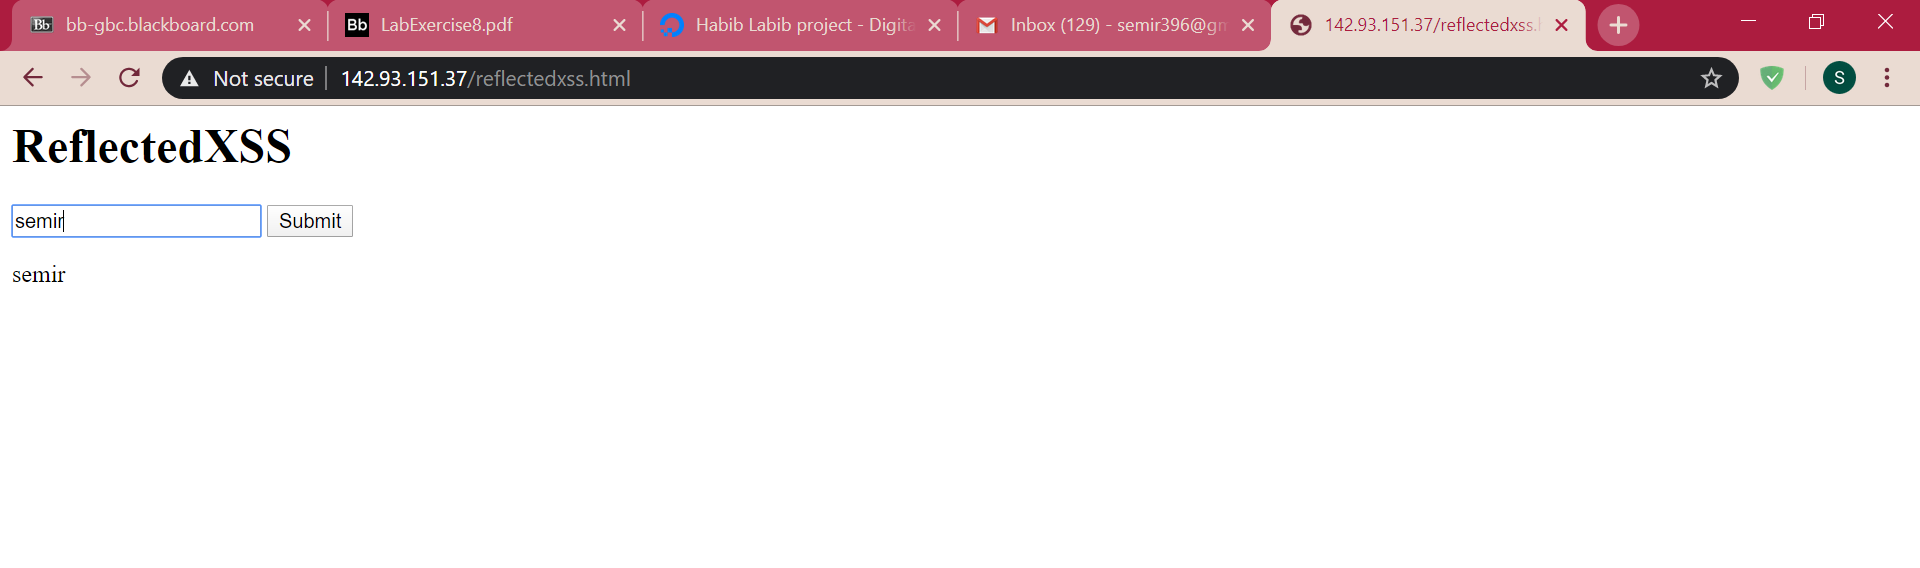 Bb bb-gbc.blackboard.com
Bb LabExercise8.pdf
Habib Labib project - Digita
Inbox (129) - semir396@gm
142.93.151.37/reflectedxss.
Not secure 142.93.151.37/reflectedxss.html
S
ReflectedXSS
semir Submit
semir